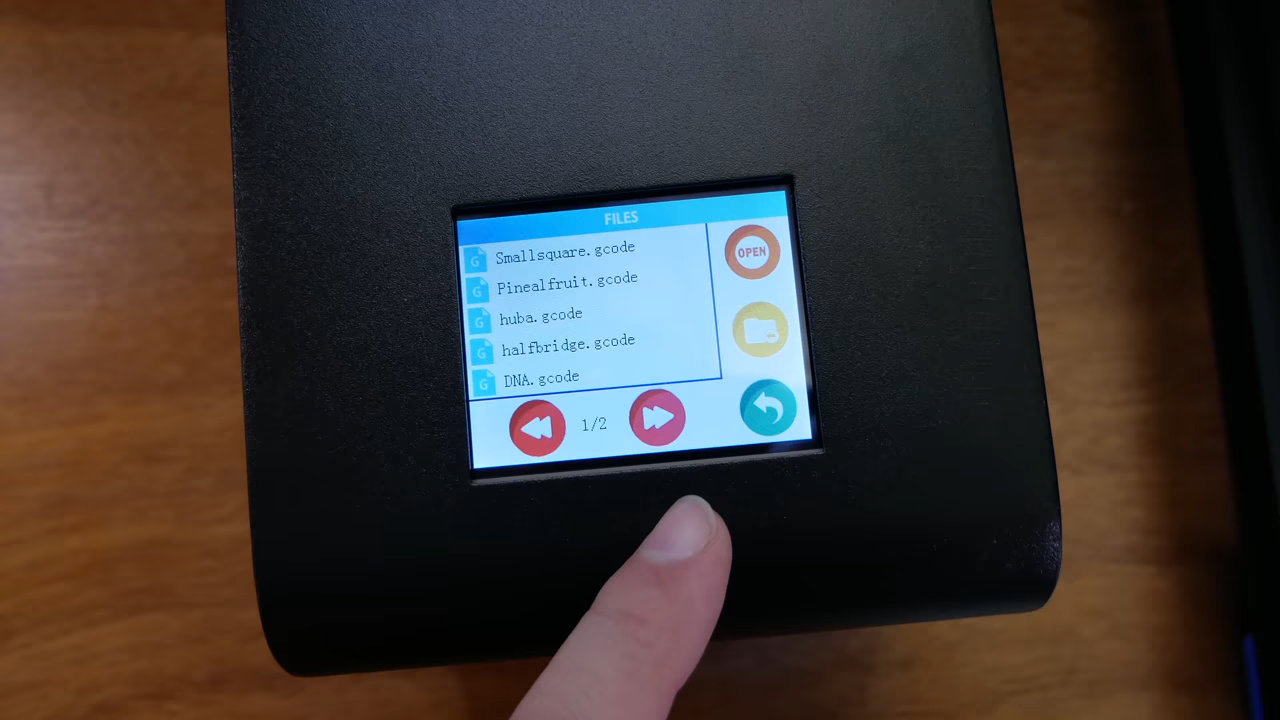 FILES
G Smallsquare.gcode
G Pinealfruit.gcode
G huba.gcode
G halfbridge.gcode
G DNA.gcode
OPEN
1/2